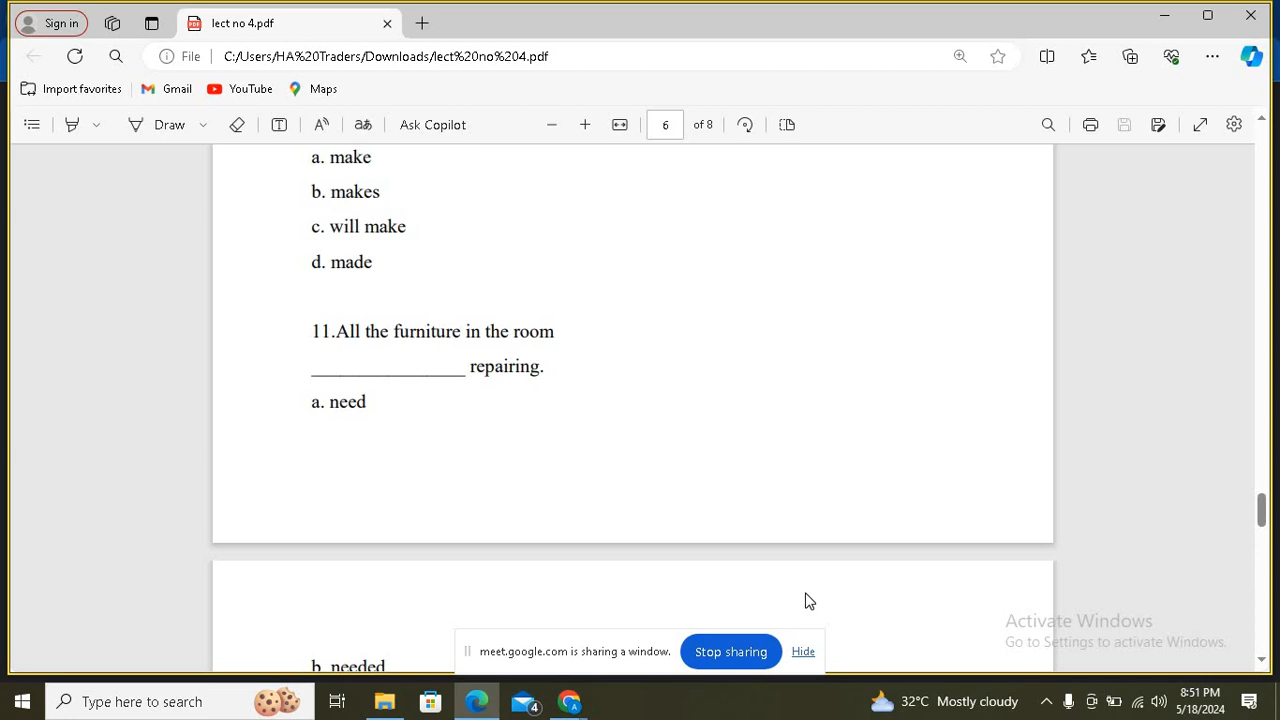 Sign in
lect no 4.pdf
File
C:/Users/HA%20Traders/Downloads/lect%20no%204.pdf
Import favorites
Gmail
YouTube
Maps
Draw
Ask Copilot
6 of 8
a. make
b. makes
c. will make
d. made
11.All the furniture in the room
________________ repairing.
a. need
b. needed
meet.google.com is sharing a window.
Stop sharing
Hide
Activate Windows
Go to Settings to activate Windows.
Type here to search
4
32°C Mostly cloudy
8:51 PM
5/18/2024